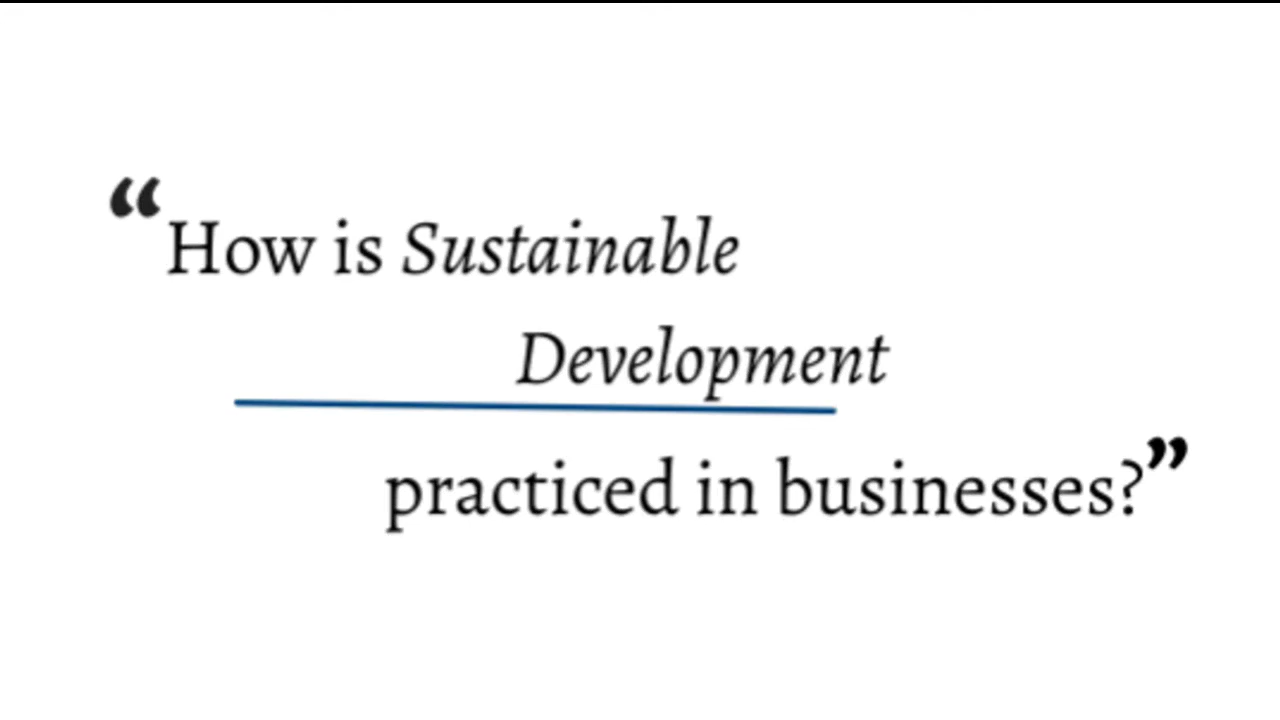 “How is Sustainable
Development
practiced in businesses?”